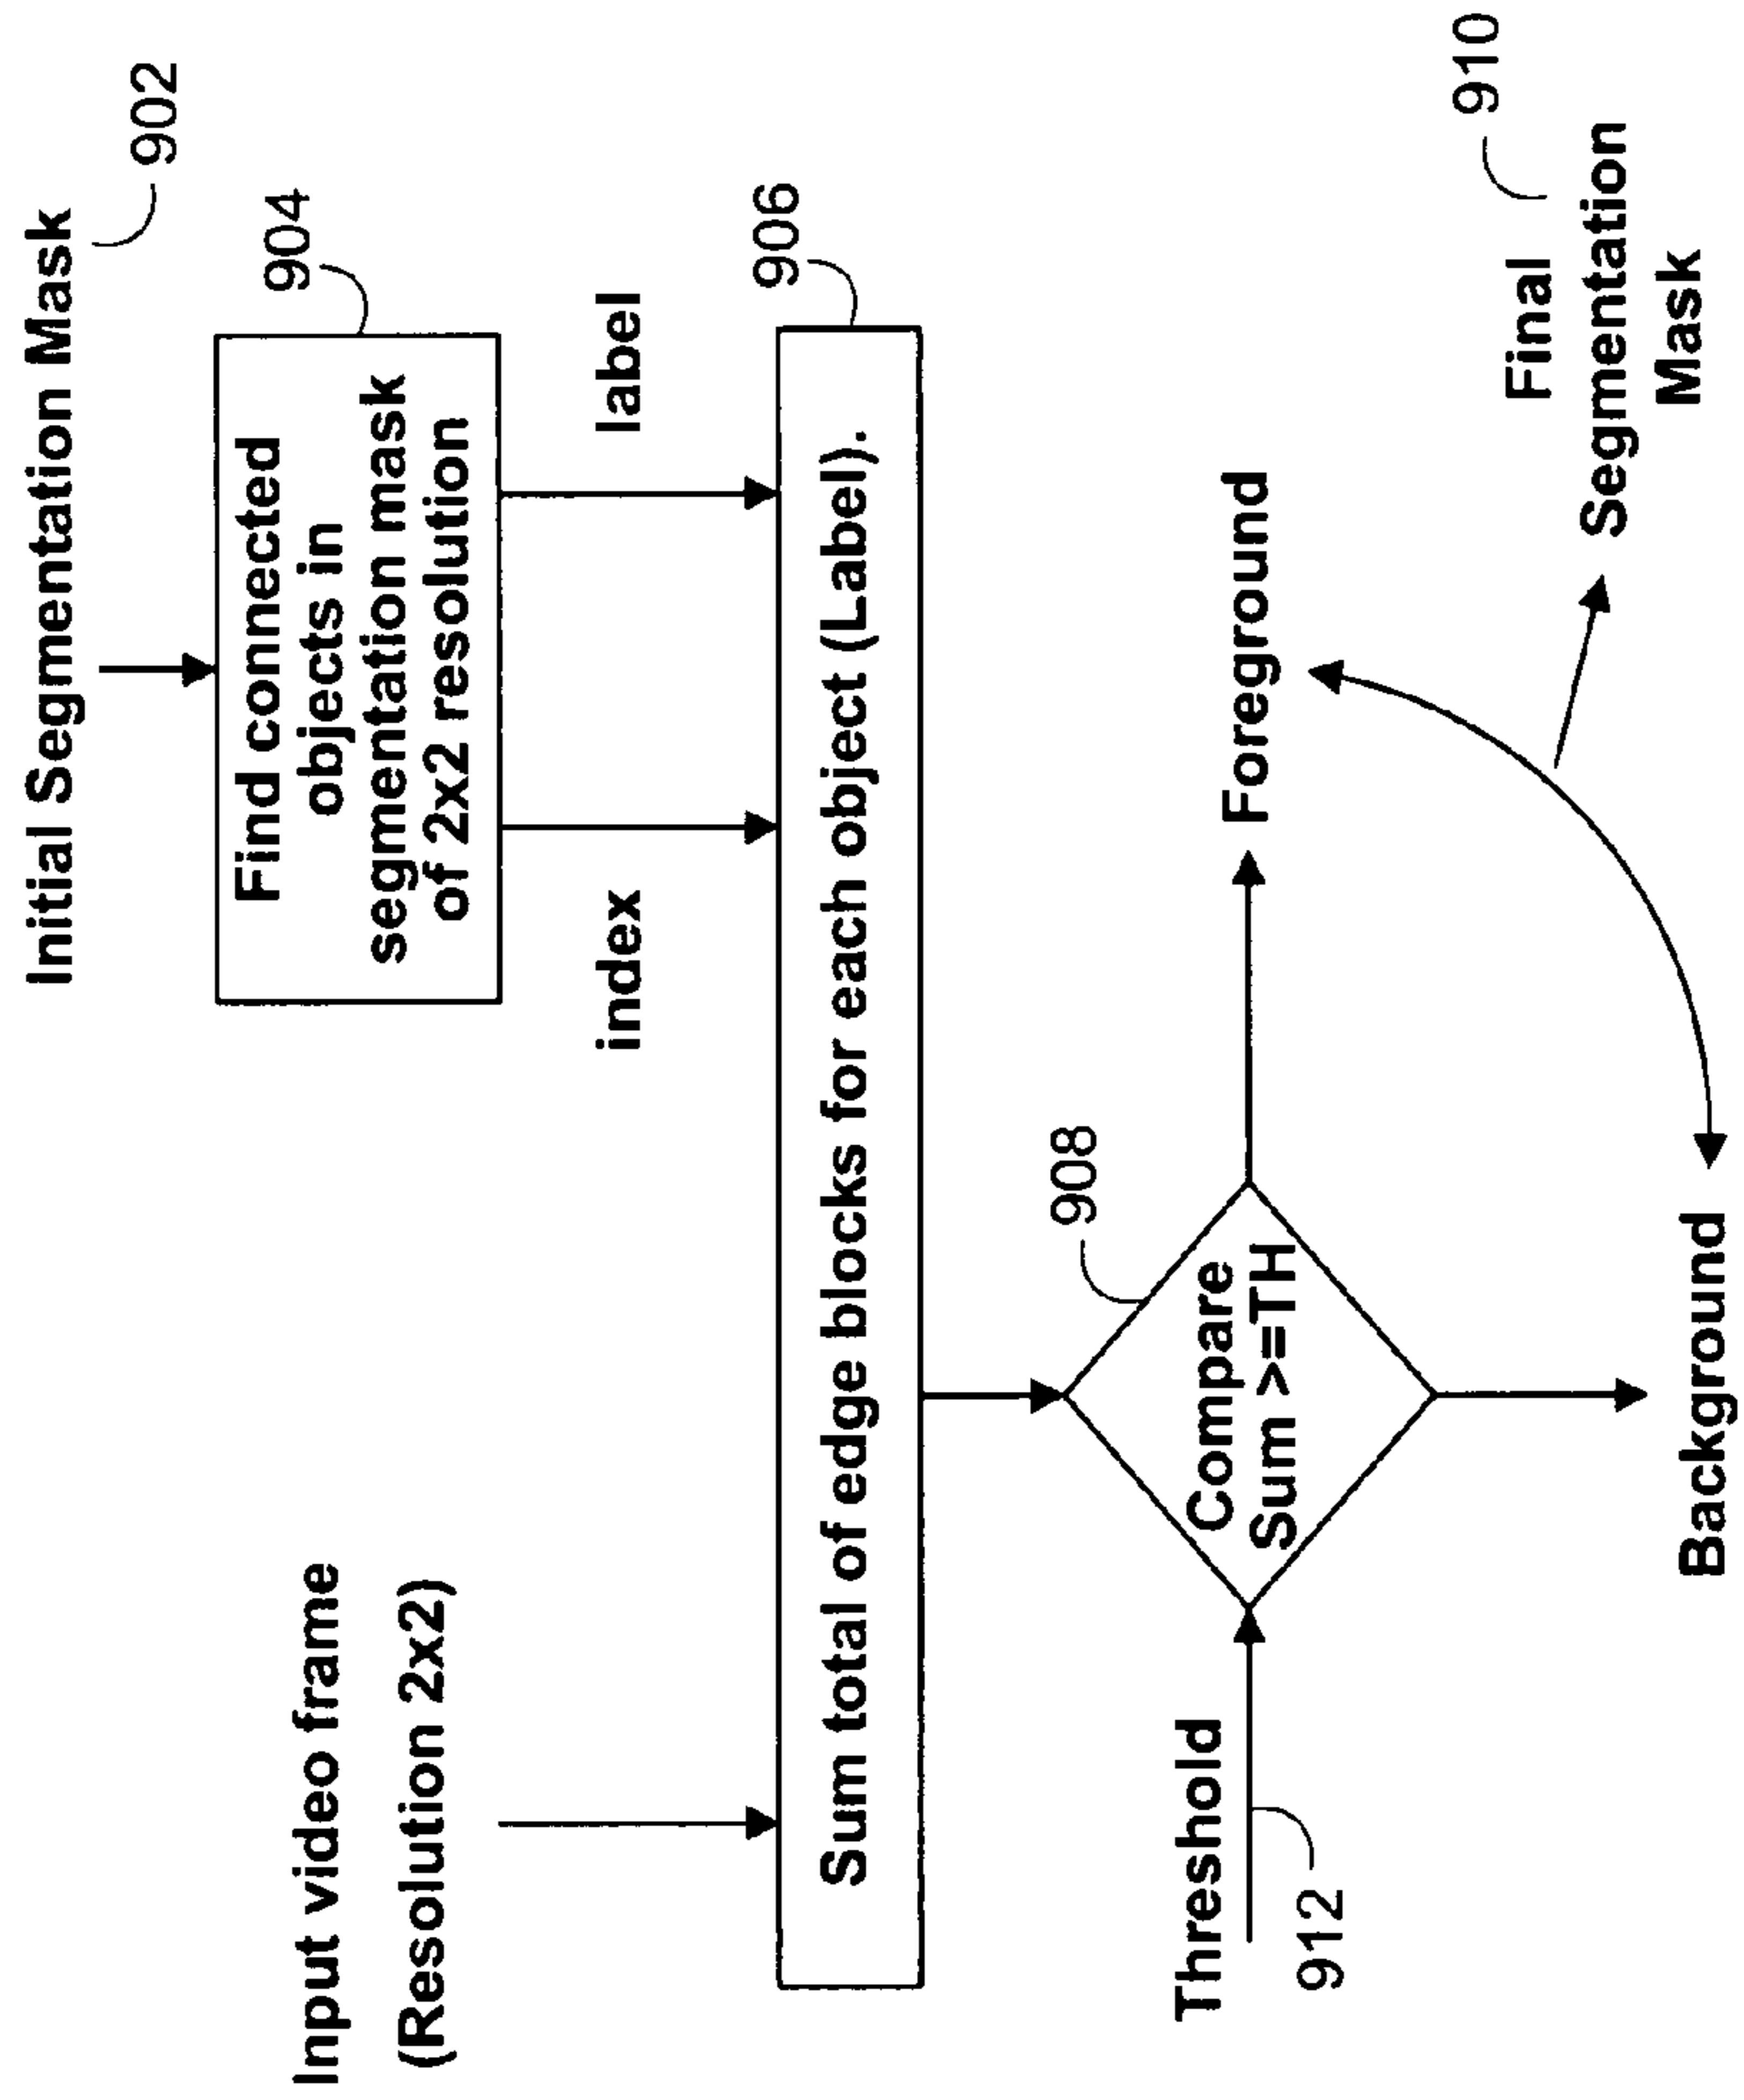 Initial Segmentation Mask
902
Input video frame
(Resolution 2x2)
904
Find connected
objects in
segmentation mask
of 2x2 resolution
index
label
906
Sum total of edge blocks for each object (Label).
908
Threshold
912
Compare
Sum >=TH
Foreground
910
Final
Segmentation
Mask
Background